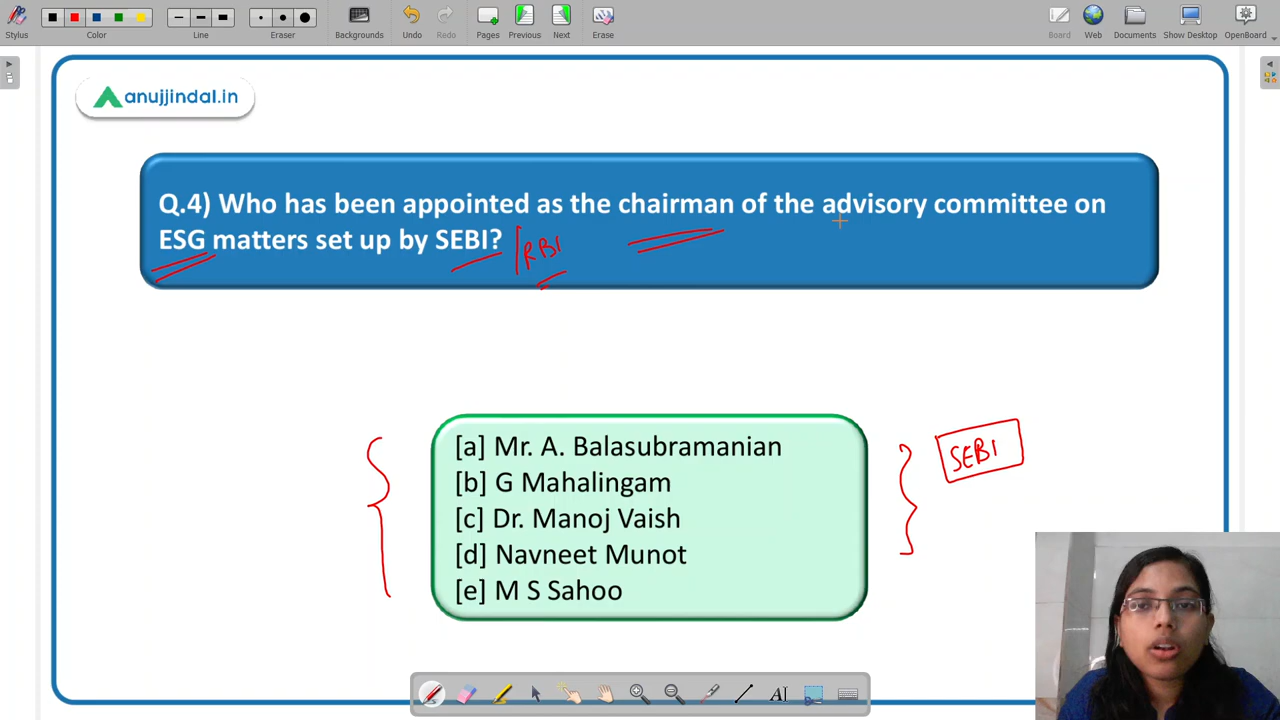 Stylus
Color
Line
Eraser
Backgrounds
Undo
Redo
Pages
Previous
Next
Erase
Board
Web
Documents
Show Desktop
OpenBoard
anujjindal.in
Q.4) Who has been appointed as the chairman of the advisory committee on
ESG matters set up by SEBI?
RBI
[a] Mr. A. Balasubramanian
[b] G Mahalingam
[c] Dr. Manoj Vaish
[d] Navneet Munot
[e] M S Sahoo
SEBI